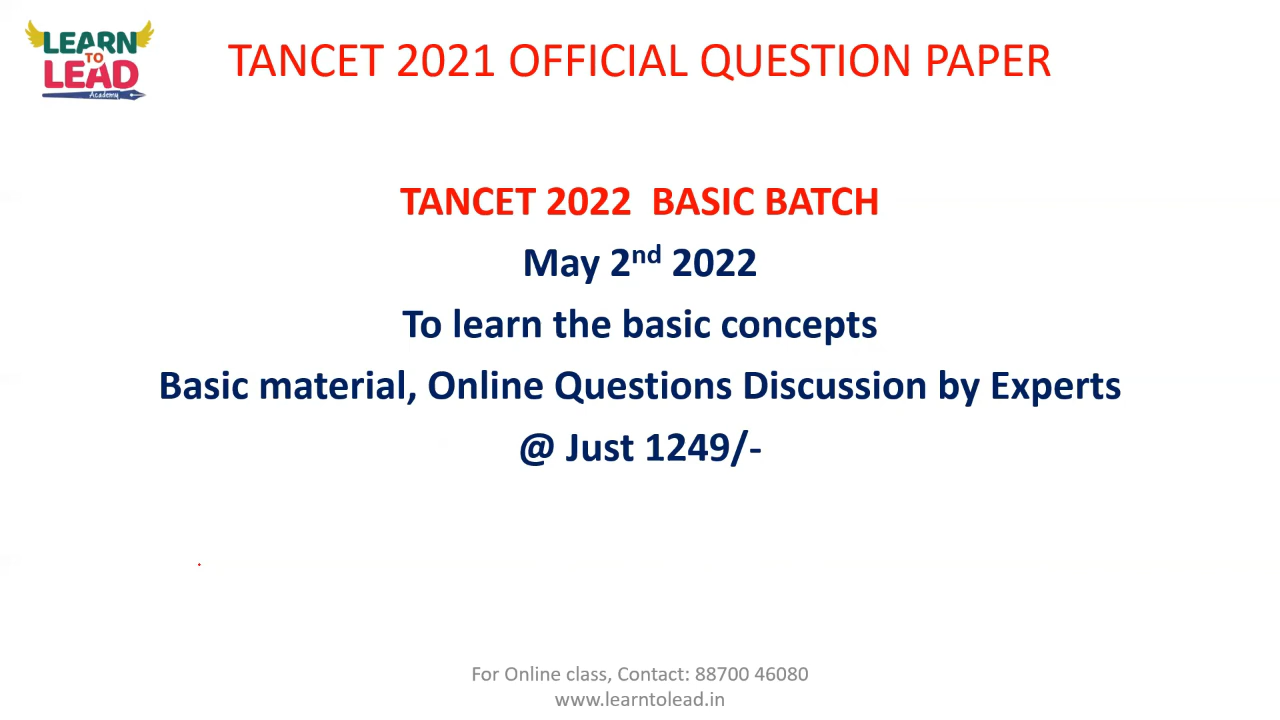 LEARN
TO
LEAD
Academy
TANCET 2021 OFFICIAL QUESTION PAPER
TANCET 2022 BASIC BATCH
May 2nd 2022
To learn the basic concepts
Basic material, Online Questions Discussion by Experts
@ Just 1249/-
For Online class, Contact: 88700 46080
www.learntolead.in